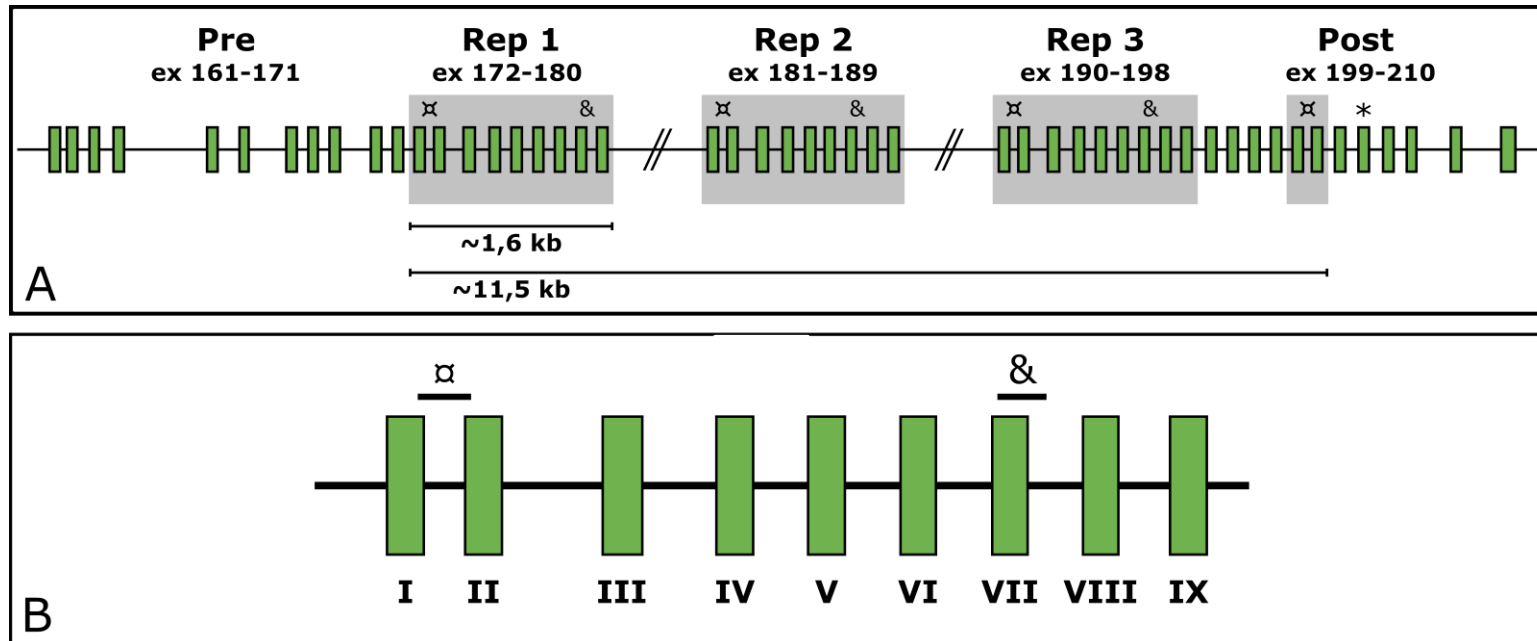 Pre Rep 1 Rep 2 Rep 3 Post
ex 161-171 ex 172-180 ex 181-189 ex 190-198 ex 199-210
¤ & ¤ & ¤ & ¤ *
~1,6 kb
~11,5 kb
A
¤ &
I II III IV V VI VII VIII IX
B